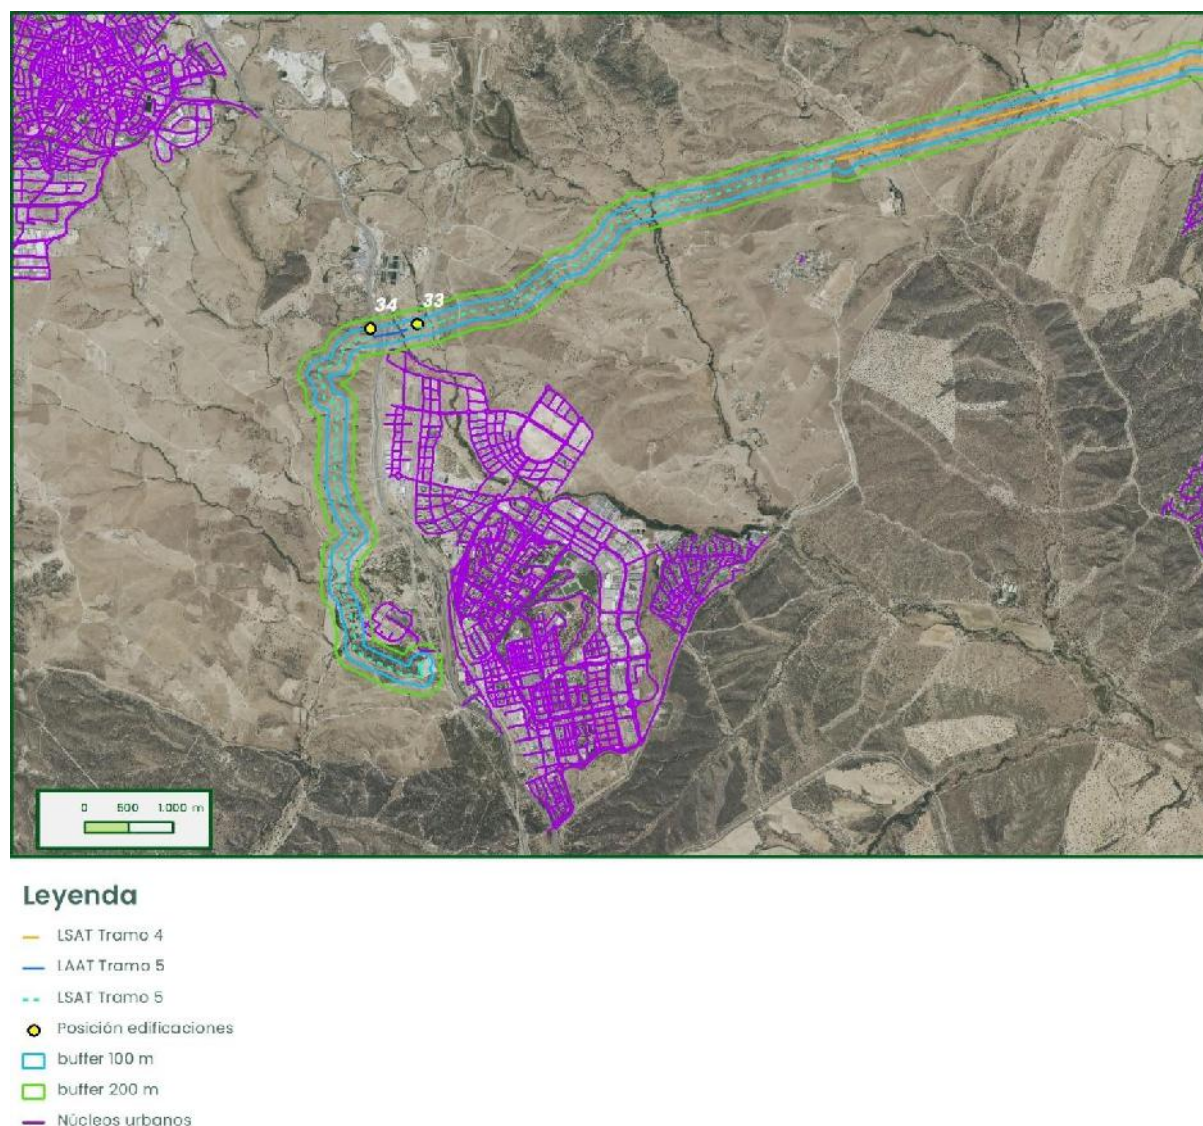 34 33
0 500 1.000 m
Leyenda
LSAT Tramo 4
LAAT Tramo 5
LSAT Tramo 5
Posición edificaciones
buffer 100 m
buffer 200 m
Núcleos urbanos